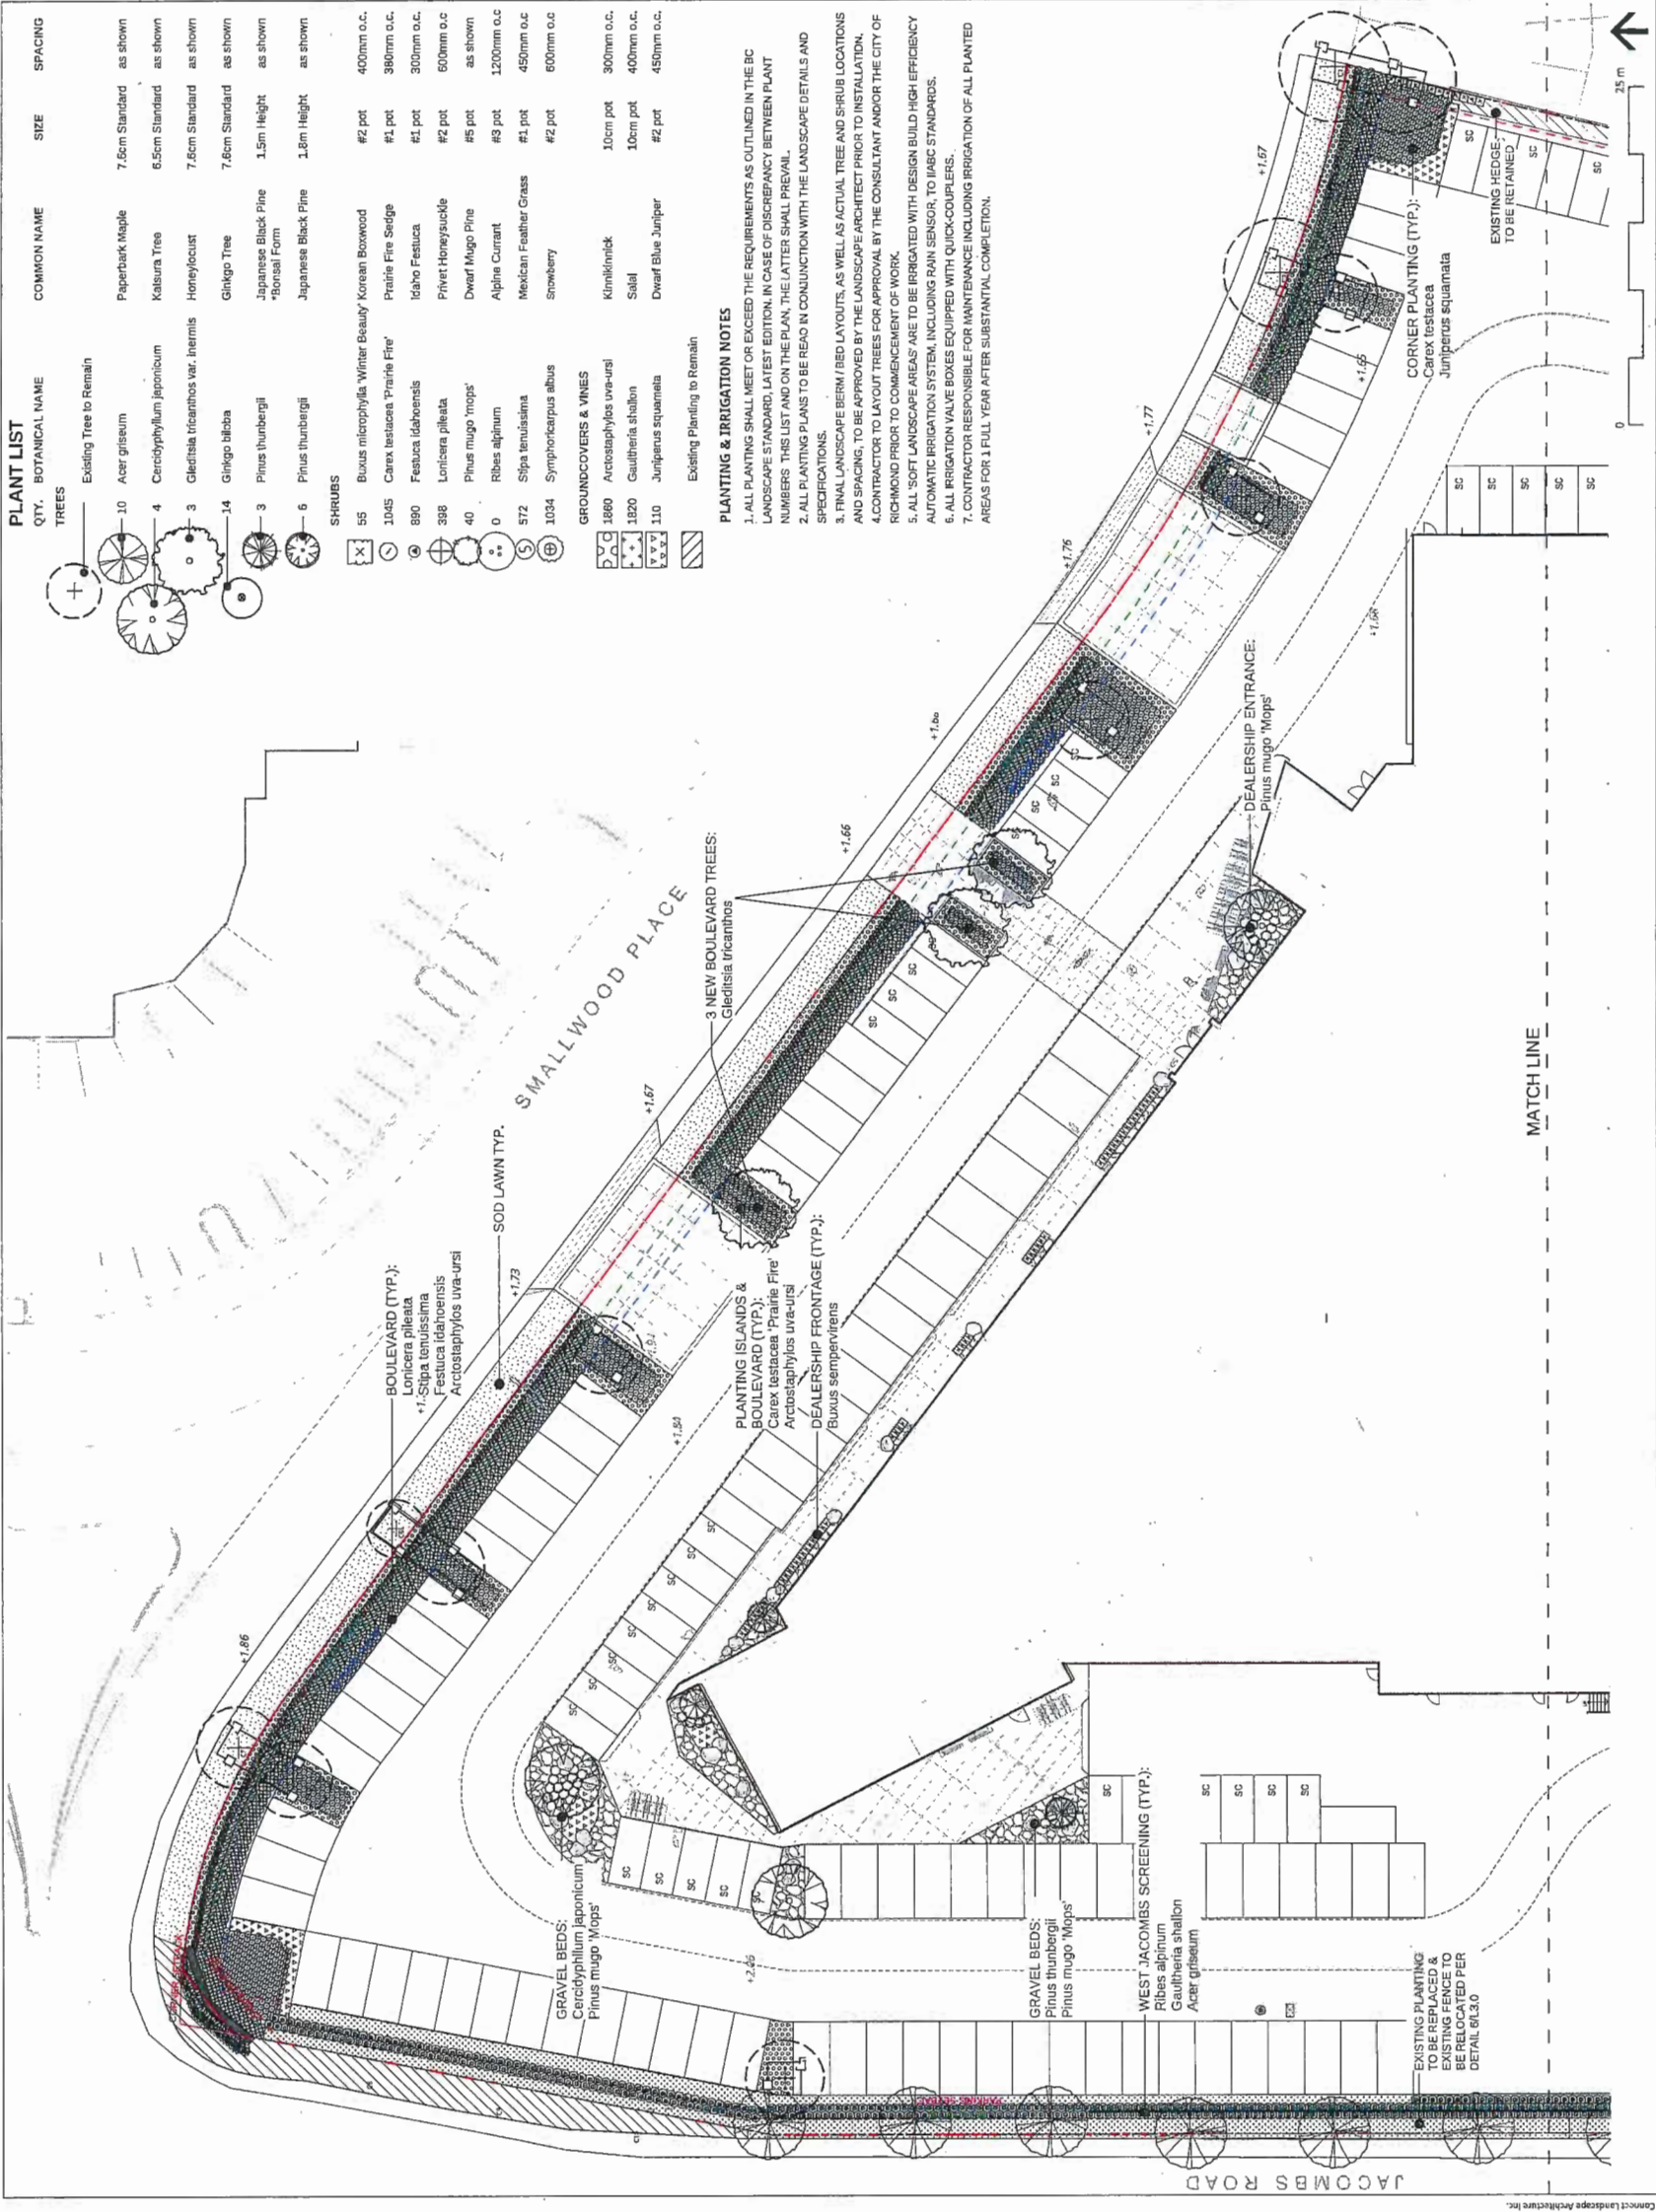 PLANT LIST
QTY. BOTANICAL NAME COMMON NAME SIZE SPACING
TREES
Existing Tree to Remain
10 Acer griseum Paperbark Maple 7.6cm Standard as shown
4 Cercidyphyllum japonicum Katsura Tree 6.5cm Standard as shown
3 Gleditsia tricanthos var. inermis Honeylocust 7.6cm Standard as shown
14 Ginkgo biloba Ginkgo Tree 7.6cm Standard as shown
3 Pinus thunbergii Japanese Black Pine 1.5m Height as shown
*Bonsai Form
6 Pinus thunbergii Japanese Black Pine 1.8m Height as shown
SHRUBS
55 Buxus microphylla 'Winter Beauty' Korean Boxwood #2 pot 400mm o.c.
1045 Carex testacea 'Prairie Fire' Prairie Fire Sedge #1 pot 380mm o.c.
890 Festuca idahoensis Idaho Festuca #1 pot 300mm o.c.
398 Lonicera pileata Privet Honeysuckle #2 pot 600mm o.c
40 Pinus mugo 'mops' Dwarf Mugo Pine #5 pot as shown
0 Ribes alpinum Alpine Currant #3 pot 1200mm o.c
572 Stipa tenuissima Mexican Feather Grass #1 pot 450mm o.c
1034 Symphoricarpus albus Snowberry #2 pot 600mm o.c
GROUNDCOVERS & VINES
1860 Arctostaphylos uva-ursi Kinnikinnick 10cm pot 300mm o.c.
1820 Gaultheria shallon Salal 10cm pot 400mm o.c.
110 Juniperus squamata Dwarf Blue Juniper #2 pot 450mm o.c.
Existing Planting to Remain
PLANTING & IRRIGATION NOTES
1. ALL PLANTING SHALL MEET OR EXCEED THE REQUIREMENTS AS OUTLINED IN THE BC
LANDSCAPE STANDARD, LATEST EDITION. IN CASE OF DISCREPANCY BETWEEN PLANT
NUMBERS THIS LIST AND ON THE PLAN, THE LATTER SHALL PREVAIL.
2. ALL PLANTING PLANS TO BE READ IN CONJUNCTION WITH THE LANDSCAPE DETAILS AND
SPECIFICATIONS.
3. FINAL LANDSCAPE BERM / BED LAYOUTS, AS WELL AS ACTUAL TREE AND SHRUB LOCATIONS
AND SPACING, TO BE APPROVED BY THE LANDSCAPE ARCHITECT PRIOR TO INSTALLATION.
4. CONTRACTOR TO LAYOUT TREES FOR APPROVAL BY THE CONSULTANT AND/OR THE CITY OF
RICHMOND PRIOR TO COMMENCEMENT OF WORK.
5. ALL 'SOFT LANDSCAPE AREAS' ARE TO BE IRRIGATED WITH DESIGN BUILD HIGH EFFICIENCY
AUTOMATIC IRRIGATION SYSTEM, INCLUDING RAIN SENSOR, TO IIABC STANDARDS.
6. ALL IRRIGATION VALVE BOXES EQUIPPED WITH QUICK-COUPLERS.
7. CONTRACTOR RESPONSIBLE FOR MAINTENANCE INCLUDING IRRIGATION OF ALL PLANTED
AREAS FOR 1 FULL YEAR AFTER SUBSTANTIAL COMPLETION.
SMALLWOOD PLACE
BOULEVARD (TYP.):
Lonicera pileata
Stipa tenuissima
Festuca idahoensis
Arctostaphylos uva-ursi
SOD LAWN TYP.
3 NEW BOULEVARD TREES:
Gleditsia tricanthos
PLANTING ISLANDS &
BOULEVARD (TYP.):
Carex testacea 'Prairie Fire'
Arctostaphylos uva-ursi
DEALERSHIP FRONTAGE (TYP.):
Buxus sempervirens
DEALERSHIP ENTRANCE:
Pinus mugo 'Mops'
CORNER PLANTING (TYP.):
Carex testacea
Juniperus squamata
EXISTING HEDGE
TO BE RETAINED
GRAVEL BEDS:
Cercidyphllum japonicum
Pinus mugo 'Mops'
GRAVEL BEDS:
Pinus thunbergii
Pinus mugo 'Mops'
WEST JACOMBS SCREENING (TYP.):
Ribes alpinum
Gaultheria shallon
Acer griseum
EXISTING PLANTING
TO BE REPLACED &
EXISTING FENCE TO
BE RELOCATED PER
DETAIL 6/L3.0
MATCH LINE
JACOMBS ROAD
+1.86
+1.73
+1.67
+1.66
+1.76
+1.77
+1.67
+1.65
0 25 m
SC
SC
SC
SC
SC
Connect Landscape Architecture Inc.